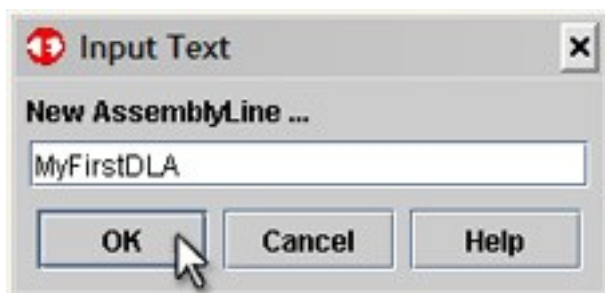 Input Text
New AssemblyLine ...
MyFirstDLA
OK Cancel Help